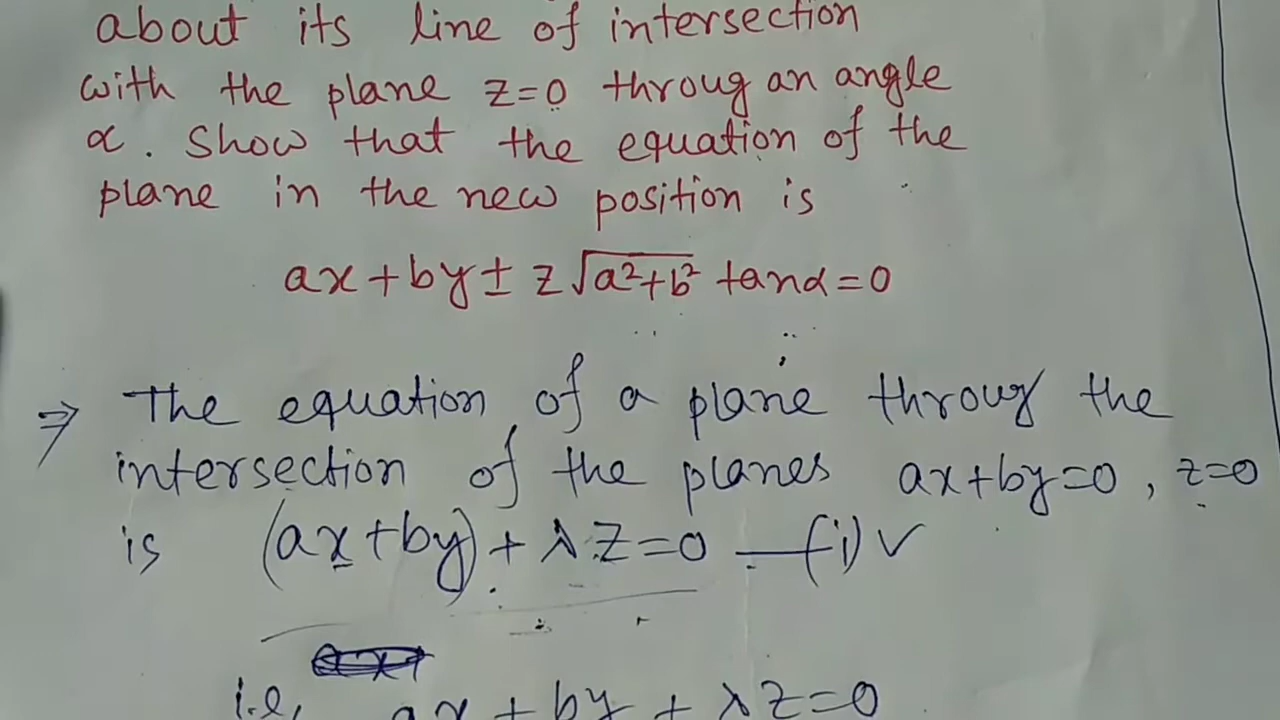 about its line of intersection
with the plane z=0 throug an angle
α. Show that the equation of the
plane in the new position is
ax+by± z√a²+b² tanα=0
⇒ The equation of a plane throug the
intersection of the planes ax+by=0, z=0
is (ax+by)+λz=0 —(i)✓
i.e, ax+by+λz=0